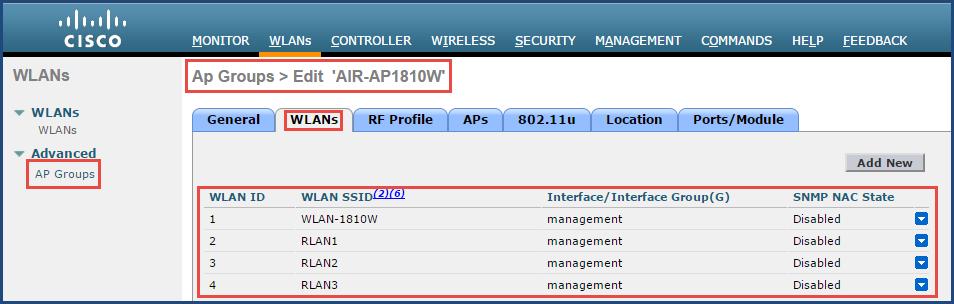 CISCO
MONITOR WLANs CONTROLLER WIRELESS SECURITY MANAGEMENT COMMANDS HELP FEEDBACK
WLANs
WLANs
WLANs
Advanced
AP Groups
Ap Groups > Edit 'AIR-AP1810W'
General WLANs RF Profile APs 802.11u Location Ports/Module
Add New
WLAN ID WLAN SSID(2)(6) Interface/Interface Group(G) SNMP NAC State
1 WLAN-1810W management Disabled
2 RLAN1 management Disabled
3 RLAN2 management Disabled
4 RLAN3 management Disabled